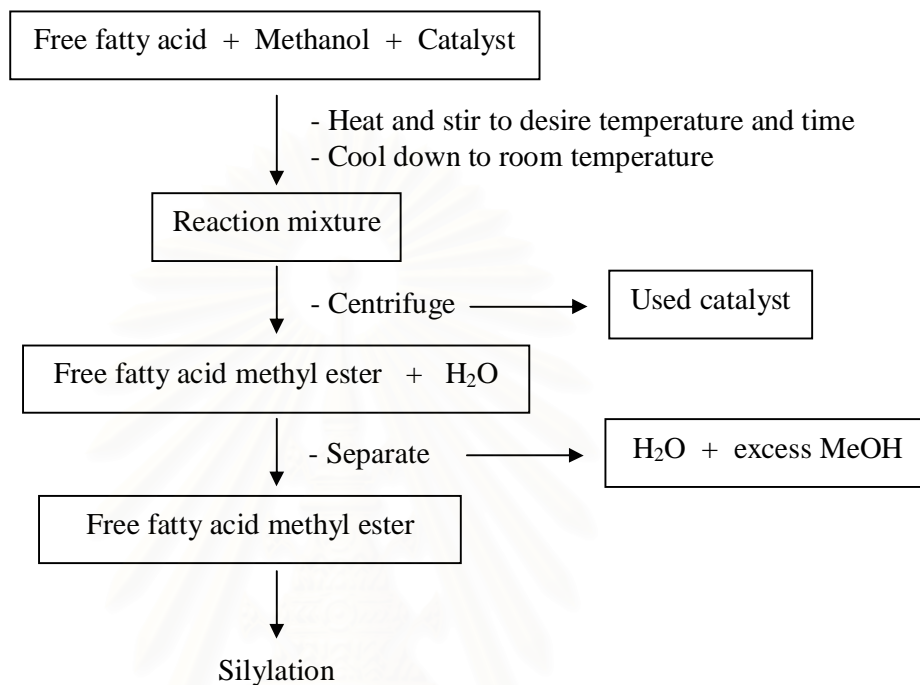 Free fatty acid + Methanol + Catalyst
- Heat and stir to desire temperature and time
- Cool down to room temperature
Reaction mixture
- Centrifuge
Used catalyst
Free fatty acid methyl ester + H₂O
- Separate
H₂O + excess MeOH
Free fatty acid methyl ester
Silylation